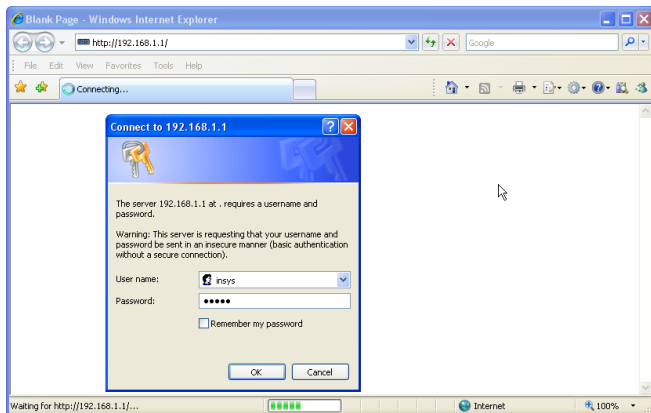 Blank Page - Windows Internet Explorer
http://192.168.1.1/
Google
File Edit View Favorites Tools Help
Connecting...
Connect to 192.168.1.1
The server 192.168.1.1 at . requires a username and
password.
Warning: This server is requesting that your username and
password be sent in an insecure manner (basic authentication
without a secure connection).
User name:
insys
Password:
•••••
Remember my password
OK
Cancel
Waiting for http://192.168.1.1/...
Internet
100%